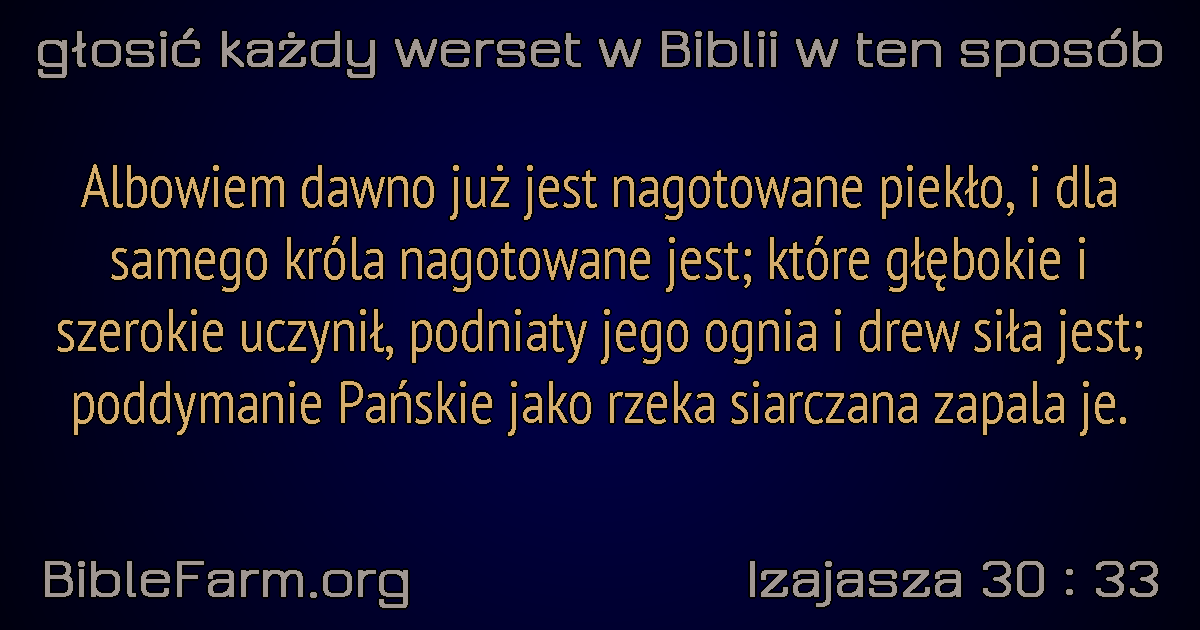 głosić każdy werset w Biblii w ten sposób
Albowiem dawno już jest nagotowane piekło, i dla
samego króla nagotowane jest; które głębokie i
szerokie uczynił, podniaty jego ognia i drew siła jest;
poddymanie Pańskie jako rzeka siarczana zapala je.
BibleFarm.org
Izajasza 30 : 33